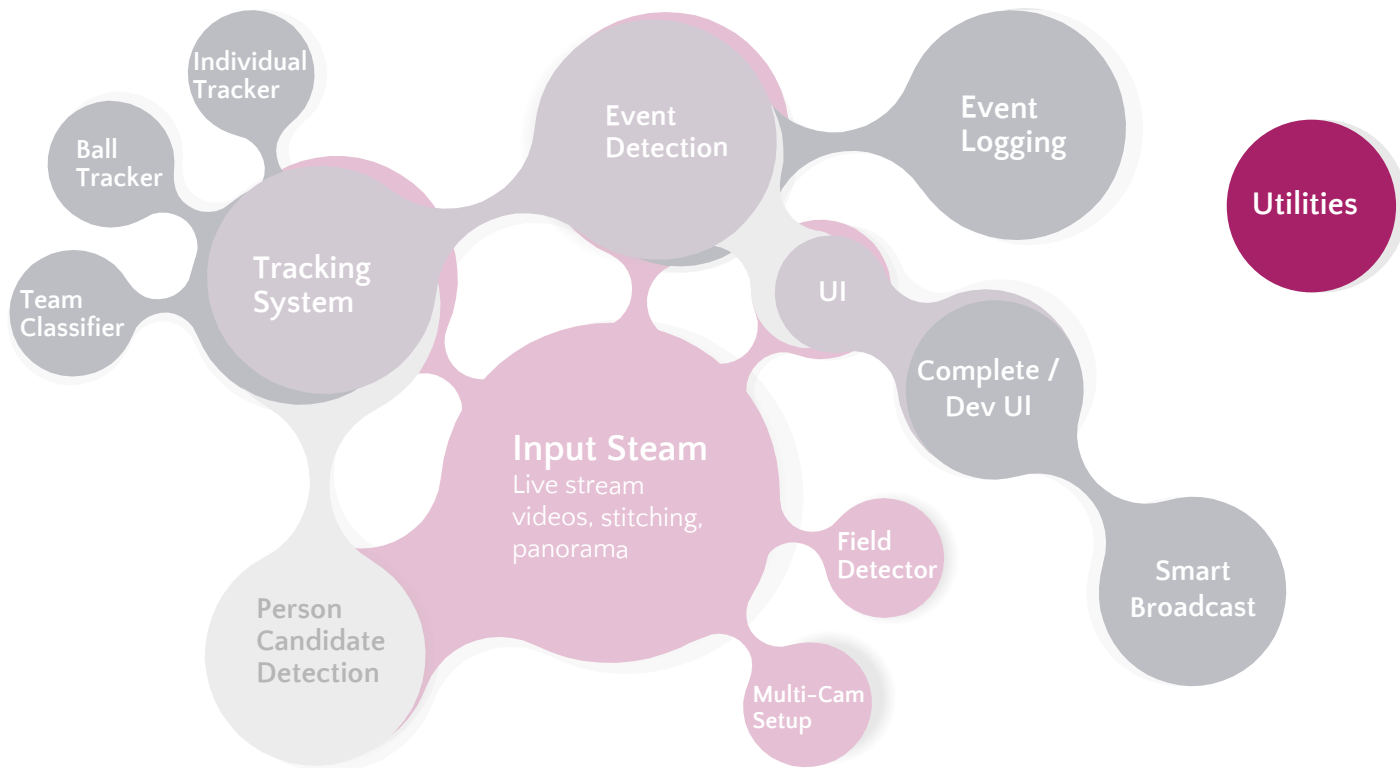 Individual
Tracker
Ball
Tracker
Team
Classifier
Tracking
System
Event
Detection
Event
Logging
Utilities
UI
Complete /
Dev UI
Smart
Broadcast
Input Steam
Live stream
videos, stitching,
panorama
Field
Detector
Multi-Cam
Setup
Person
Candidate
Detection